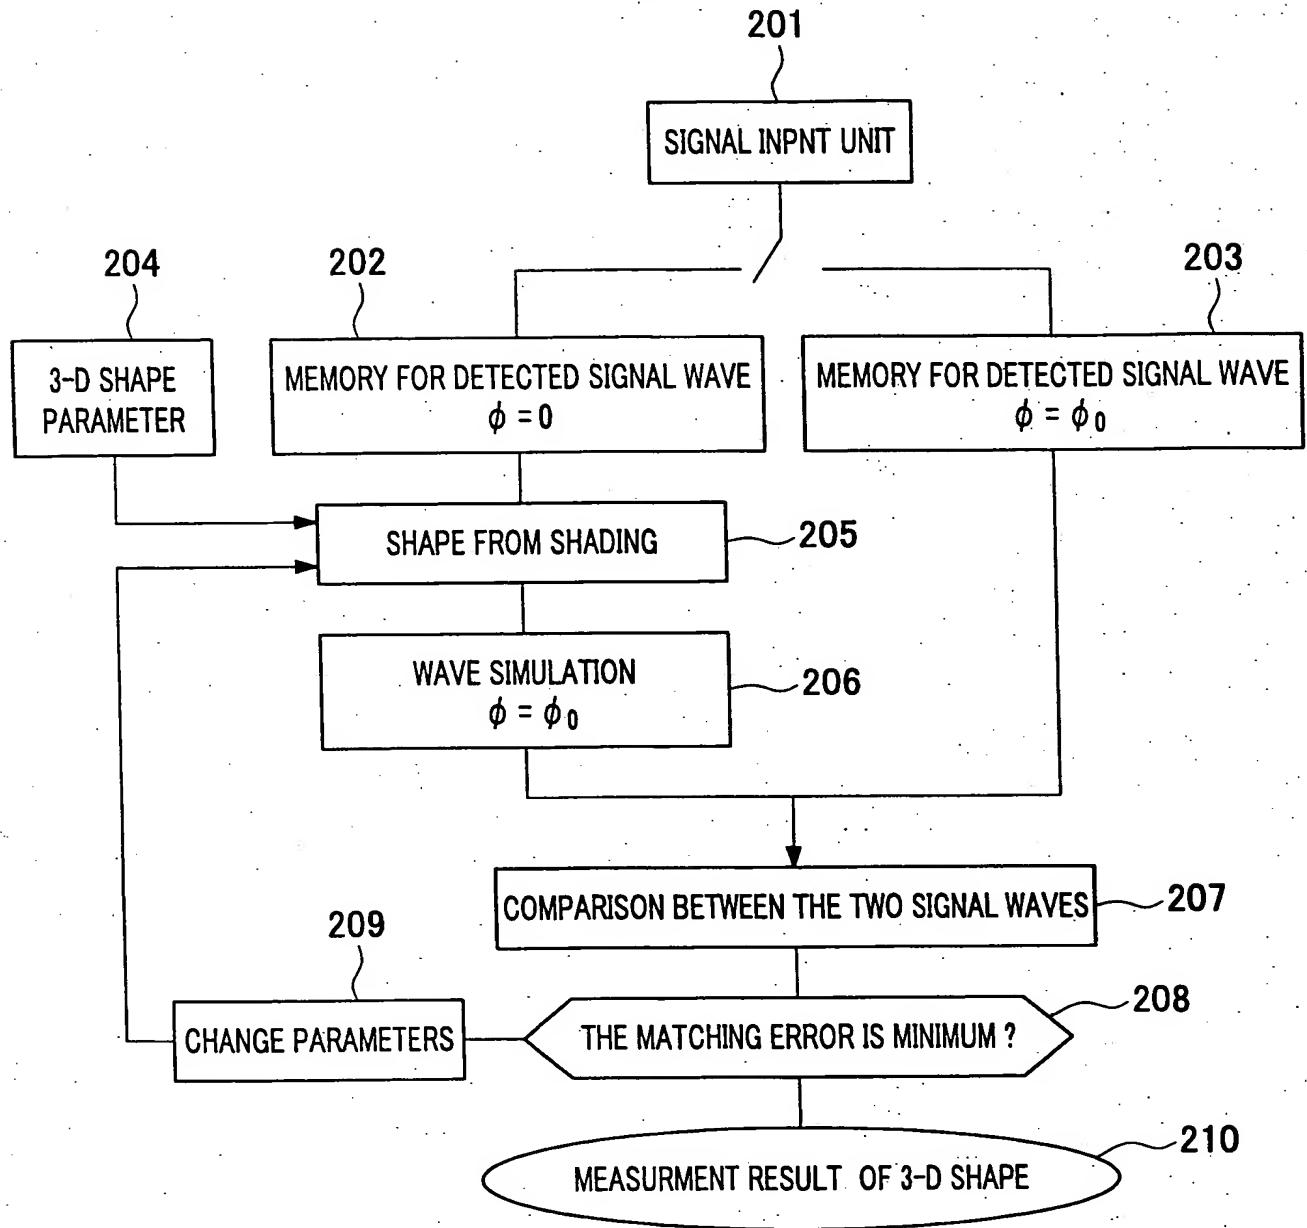 201
SIGNAL INPNT UNIT
204
202
203
3-D SHAPE
PARAMETER
MEMORY FOR DETECTED SIGNAL WAVE
ϕ = 0
MEMORY FOR DETECTED SIGNAL WAVE
ϕ = ϕ₀
SHAPE FROM SHADING
205
WAVE SIMULATION
ϕ = ϕ₀
206
COMPARISON BETWEEN THE TWO SIGNAL WAVES
207
209
CHANGE PARAMETERS
THE MATCHING ERROR IS MINIMUM ?
208
MEASURMENT RESULT OF 3-D SHAPE
210